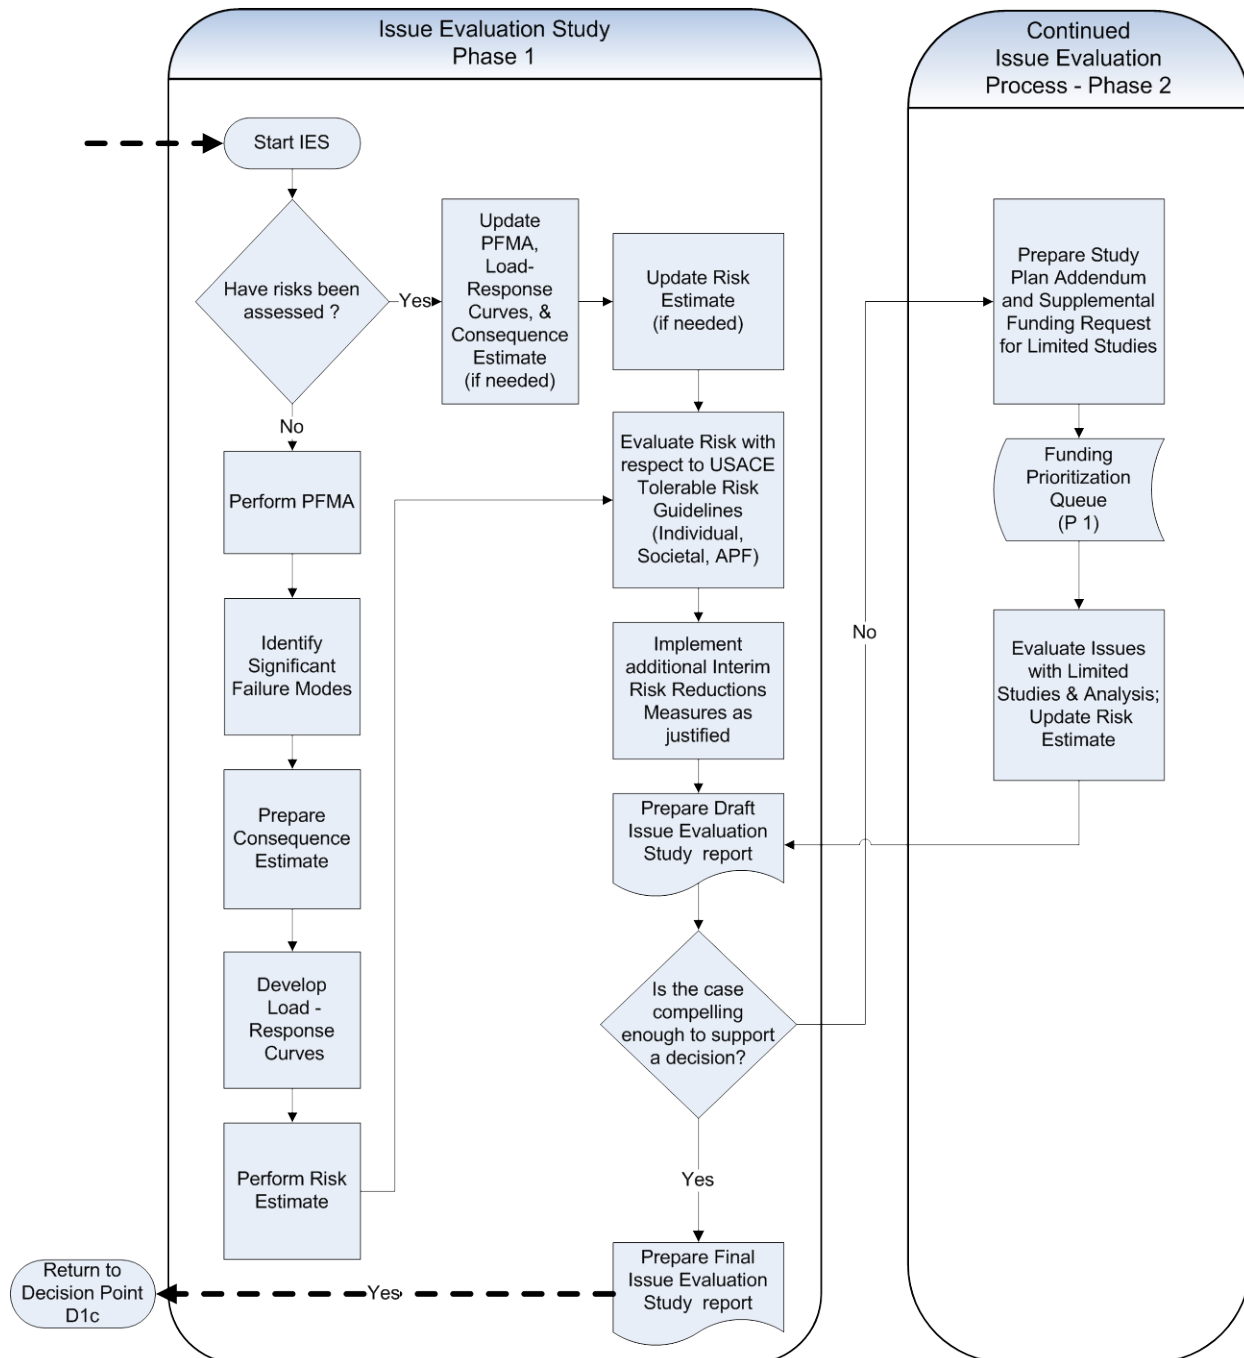 Issue Evaluation Study
Phase 1
Continued
Issue Evaluation
Process - Phase 2
Start IES
Have risks been
assessed ?
Yes
Update
PFMA,
Load-
Response
Curves, &
Consequence
Estimate
(if needed)
Update Risk
Estimate
(if needed)
No
Perform PFMA
Identify
Significant
Failure Modes
Prepare
Consequence
Estimate
Develop
Load -
Response
Curves
Perform Risk
Estimate
Evaluate Risk with
respect to USACE
Tolerable Risk
Guidelines
(Individual,
Societal, APF)
Implement
additional Interim
Risk Reductions
Measures as
justified
Prepare Draft
Issue Evaluation
Study report
Is the case
compelling
enough to support
a decision?
No
Yes
Prepare Final
Issue Evaluation
Study report
Yes
Return to
Decision Point
D1c
Prepare Study
Plan Addendum
and Supplemental
Funding Request
for Limited Studies
Funding
Prioritization
Queue
(P 1)
Evaluate Issues
with Limited
Studies & Analysis;
Update Risk
Estimate